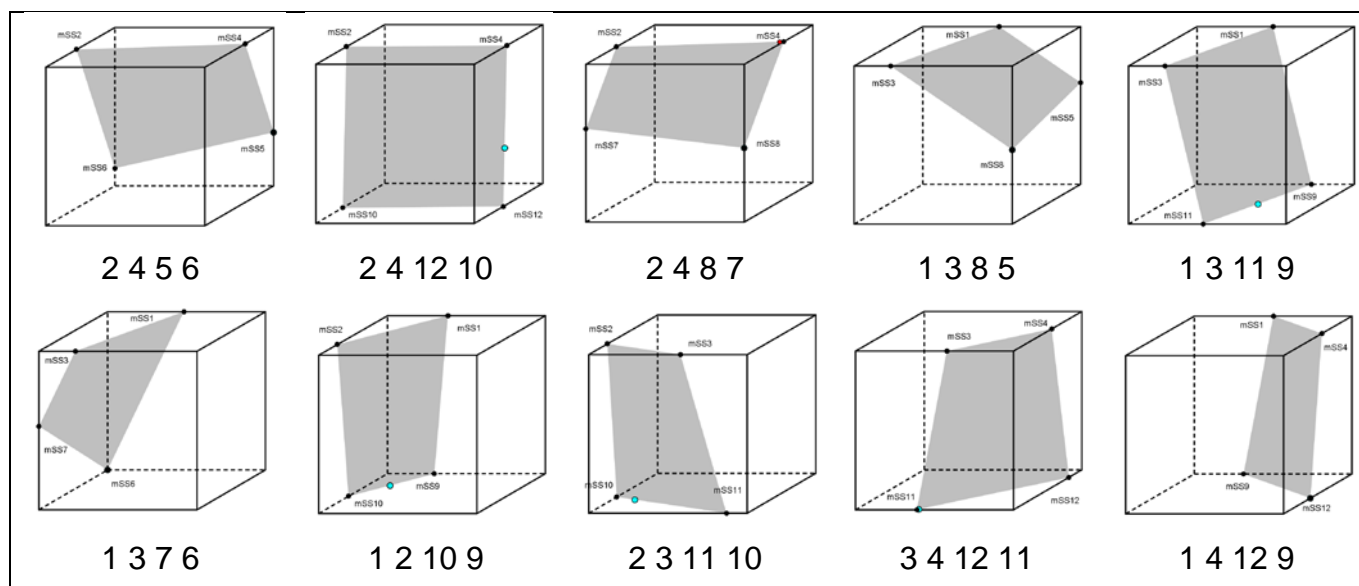 mSS2
mSS4
mSS5
mSS6
mSS2
mSS4
mSS10
mSS12
mSS2
mSS4
mSS7
mSS8
mSS1
mSS3
mSS5
mSS8
mSS1
mSS3
mSS9
mSS11
2 4 5 6
2 4 12 10
2 4 8 7
1 3 8 5
1 3 11 9
mSS1
mSS3
mSS7
mSS6
mSS2
mSS1
mSS9
mSS10
mSS2
mSS3
mSS10
mSS11
mSS4
mSS3
mSS11
mSS12
mSS1
mSS4
mSS9
mSS12
1 3 7 6
1 2 10 9
2 3 11 10
3 4 12 11
1 4 12 9